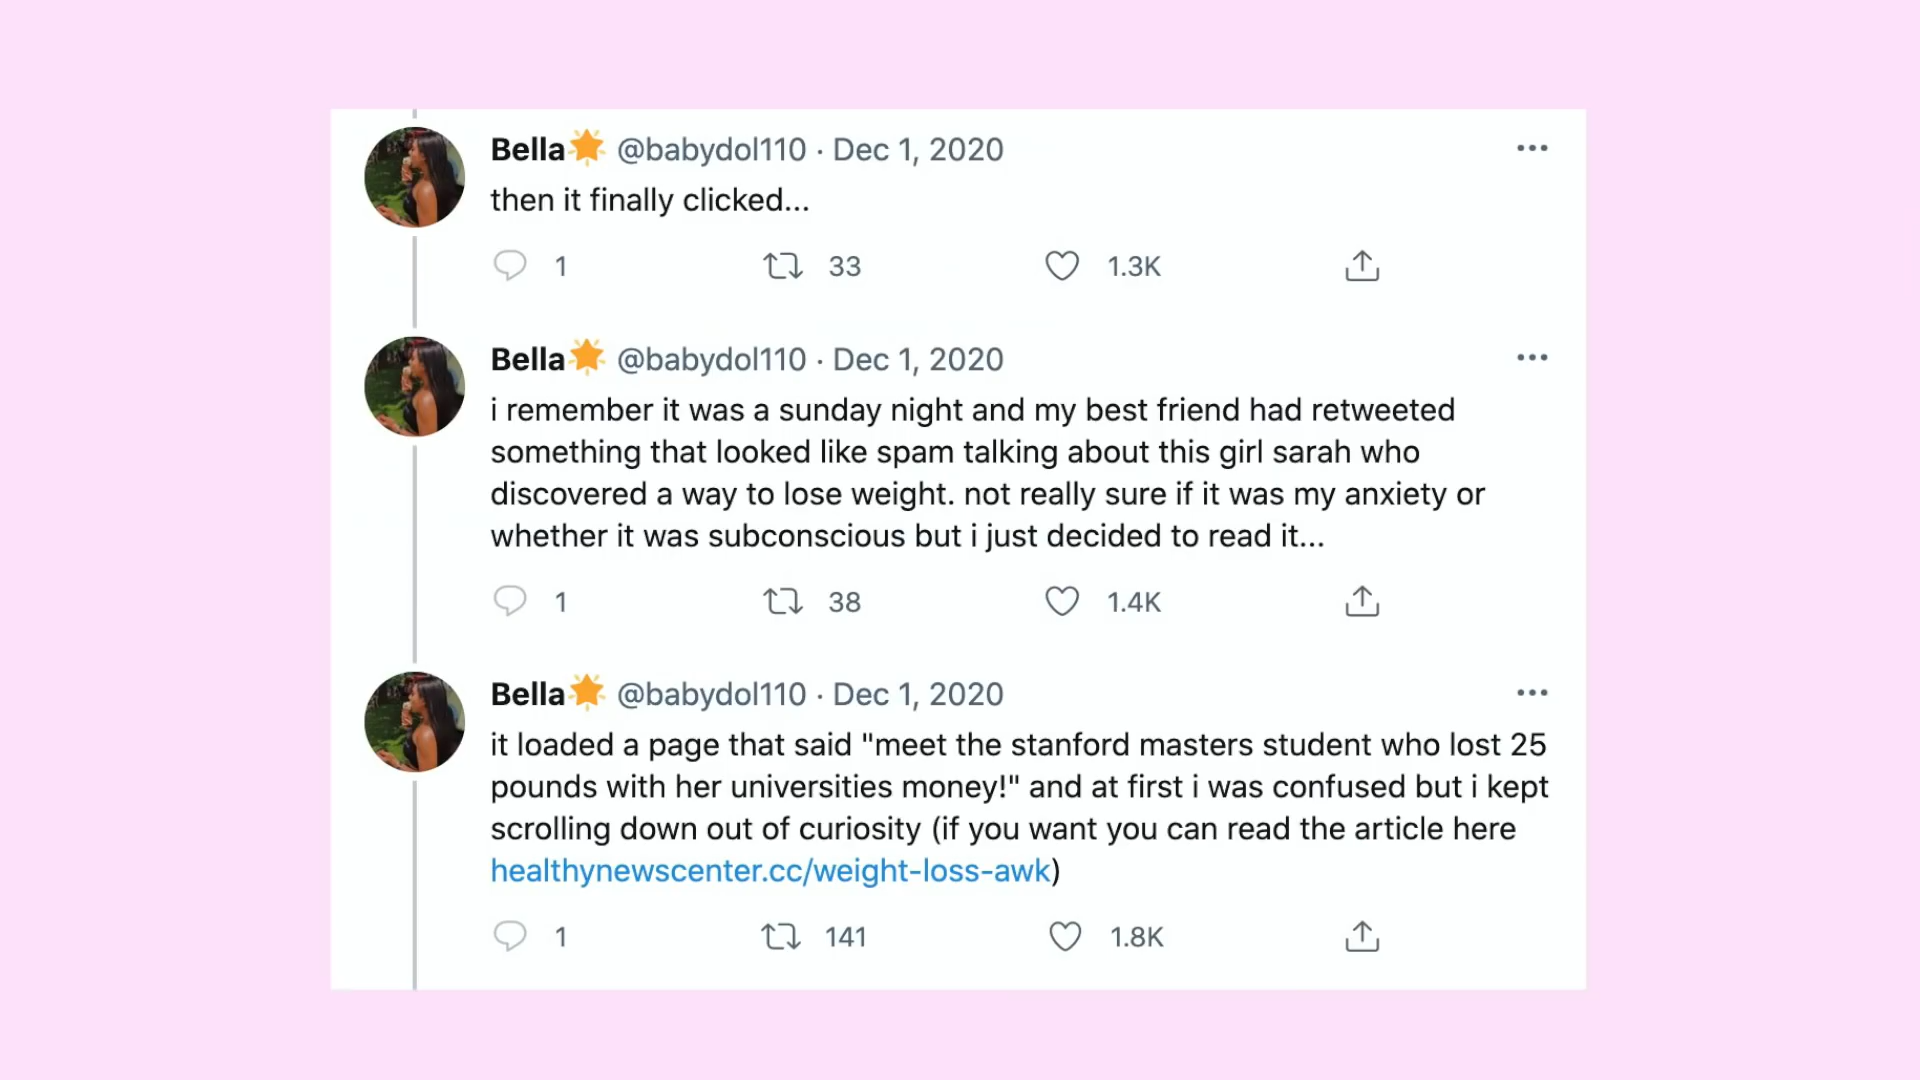 Bella🌟 @babydol110 · Dec 1, 2020
then it finally clicked...
1 33 1.3K
Bella🌟 @babydol110 · Dec 1, 2020
i remember it was a sunday night and my best friend had retweeted
something that looked like spam talking about this girl sarah who
discovered a way to lose weight. not really sure if it was my anxiety or
whether it was subconscious but i just decided to read it...
1 38 1.4K
Bella🌟 @babydol110 · Dec 1, 2020
it loaded a page that said "meet the stanford masters student who lost 25
pounds with her universities money!" and at first i was confused but i kept
scrolling down out of curiosity (if you want you can read the article here
healthynewscenter.cc/weight-loss-awk)
1 141 1.8K